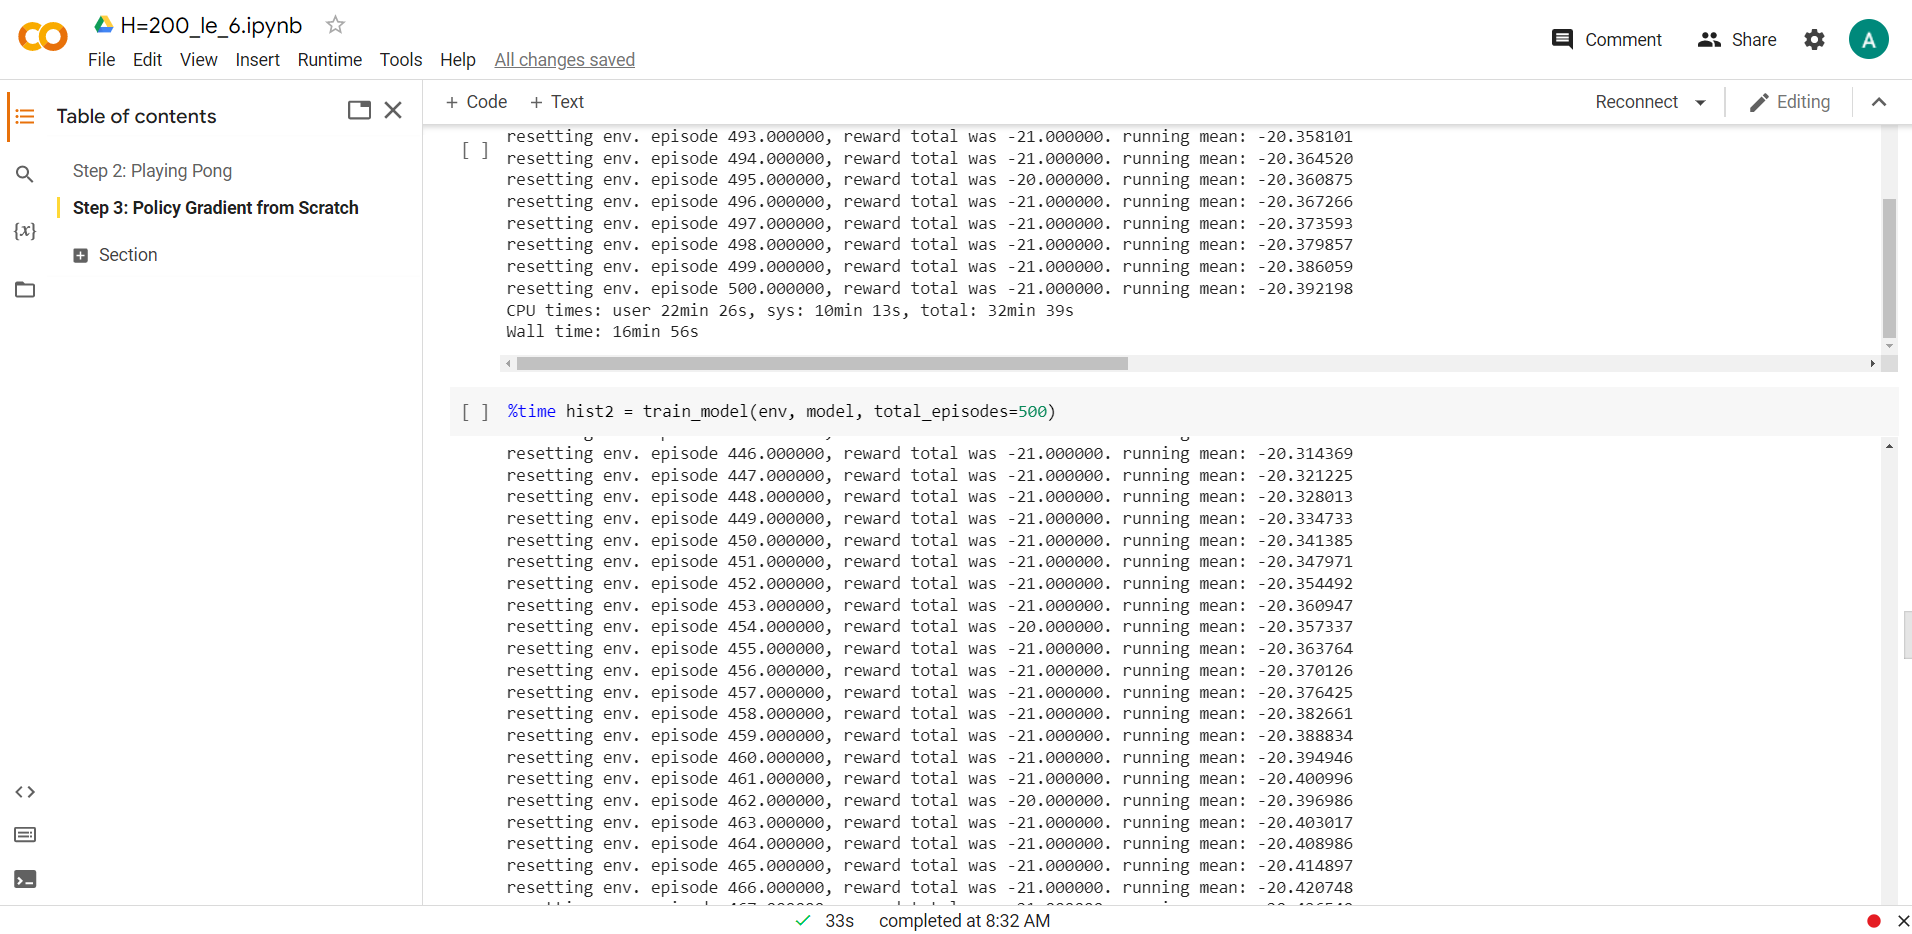 H=200_le_6.ipynb
File Edit View Insert Runtime Tools Help All changes saved
Comment Share A
Table of contents
Step 2: Playing Pong
Step 3: Policy Gradient from Scratch
Section
{x}
+ Code + Text
Reconnect Editing
[ ]
resetting env. episode 493.000000, reward total was -21.000000. running mean: -20.358101
resetting env. episode 494.000000, reward total was -21.000000. running mean: -20.364520
resetting env. episode 495.000000, reward total was -20.000000. running mean: -20.360875
resetting env. episode 496.000000, reward total was -21.000000. running mean: -20.367266
resetting env. episode 497.000000, reward total was -21.000000. running mean: -20.373593
resetting env. episode 498.000000, reward total was -21.000000. running mean: -20.379857
resetting env. episode 499.000000, reward total was -21.000000. running mean: -20.386059
resetting env. episode 500.000000, reward total was -21.000000. running mean: -20.392198
CPU times: user 22min 26s, sys: 10min 13s, total: 32min 39s
Wall time: 16min 56s
[ ] %time hist2 = train_model(env, model, total_episodes=500)
resetting env. episode 446.000000, reward total was -21.000000. running mean: -20.314369
resetting env. episode 447.000000, reward total was -21.000000. running mean: -20.321225
resetting env. episode 448.000000, reward total was -21.000000. running mean: -20.328013
resetting env. episode 449.000000, reward total was -21.000000. running mean: -20.334733
resetting env. episode 450.000000, reward total was -21.000000. running mean: -20.341385
resetting env. episode 451.000000, reward total was -21.000000. running mean: -20.347971
resetting env. episode 452.000000, reward total was -21.000000. running mean: -20.354492
resetting env. episode 453.000000, reward total was -21.000000. running mean: -20.360947
resetting env. episode 454.000000, reward total was -20.000000. running mean: -20.357337
resetting env. episode 455.000000, reward total was -21.000000. running mean: -20.363764
resetting env. episode 456.000000, reward total was -21.000000. running mean: -20.370126
resetting env. episode 457.000000, reward total was -21.000000. running mean: -20.376425
resetting env. episode 458.000000, reward total was -21.000000. running mean: -20.382661
resetting env. episode 459.000000, reward total was -21.000000. running mean: -20.388834
resetting env. episode 460.000000, reward total was -21.000000. running mean: -20.394946
resetting env. episode 461.000000, reward total was -21.000000. running mean: -20.400996
resetting env. episode 462.000000, reward total was -20.000000. running mean: -20.396986
resetting env. episode 463.000000, reward total was -21.000000. running mean: -20.403017
resetting env. episode 464.000000, reward total was -21.000000. running mean: -20.408986
resetting env. episode 465.000000, reward total was -21.000000. running mean: -20.414897
resetting env. episode 466.000000, reward total was -21.000000. running mean: -20.420748
33s completed at 8:32 AM